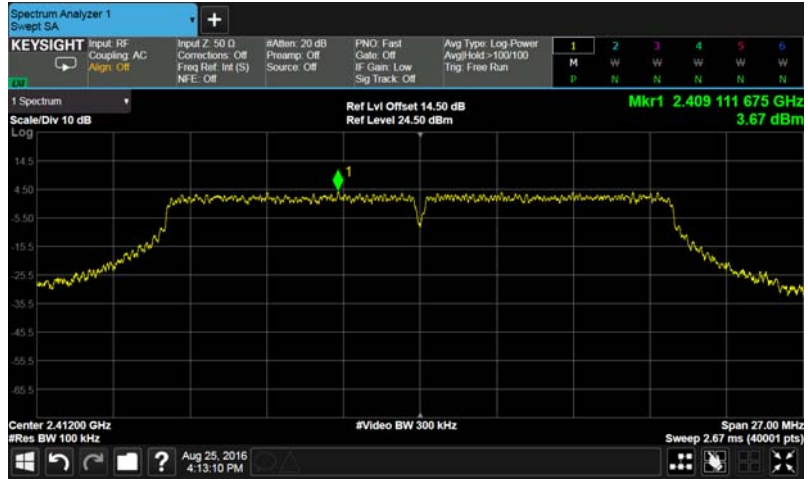 Spectrum Analyzer 1
Swept SA
+
KEYSIGHT
Input: RF
Coupling: AC
Align: Off
Input Z: 50 Ω
Corrections: Off
Freq Ref: Int (S)
NFE: Off
#Atten: 20 dB
Preamp: Off
Source: Off
PNO: Fast
Gate: Off
IF Gain: Low
Sig Track: Off
Avg Type: Log-Power
Avg|Hold:>100/100
Trig: Free Run
1 2 3 4 5 6
M W W W W W
P N N N N N
1 Spectrum
Scale/Div 10 dB
Ref Lvl Offset 14.50 dB
Ref Level 24.50 dBm
Mkr1 2.409 111 675 GHz
3.67 dBm
Log
14.5
4.50
-5.50
-15.5
-25.5
-35.5
-45.5
-55.5
-65.5
1
Center 2.41200 GHz
#Res BW 100 kHz
#Video BW 300 kHz
Span 27.00 MHz
Sweep 2.67 ms (40001 pts)
?
Aug 25, 2016
4:13:10 PM